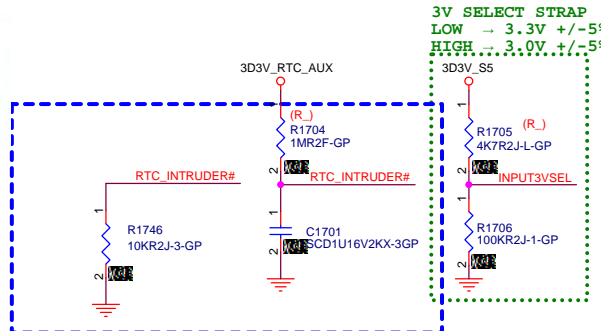 3V SELECT STRAP
LOW → 3.3V +/-5%
HIGH → 3.0V +/-5%
3D3V_RTC_AUX
3D3V_S5
1
(R_)
R1704
1MR2F-GP
2
1
(R_)
R1705
4K7R2J-L-GP
2
RTC_INTRUDER#
RTC_INTRUDER#
INPUT3VSEL
1
R1746
10KR2J-3-GP
2
1
C1701
SCD1U16V2KX-3GP
2
1
R1706
100KR2J-1-GP
2